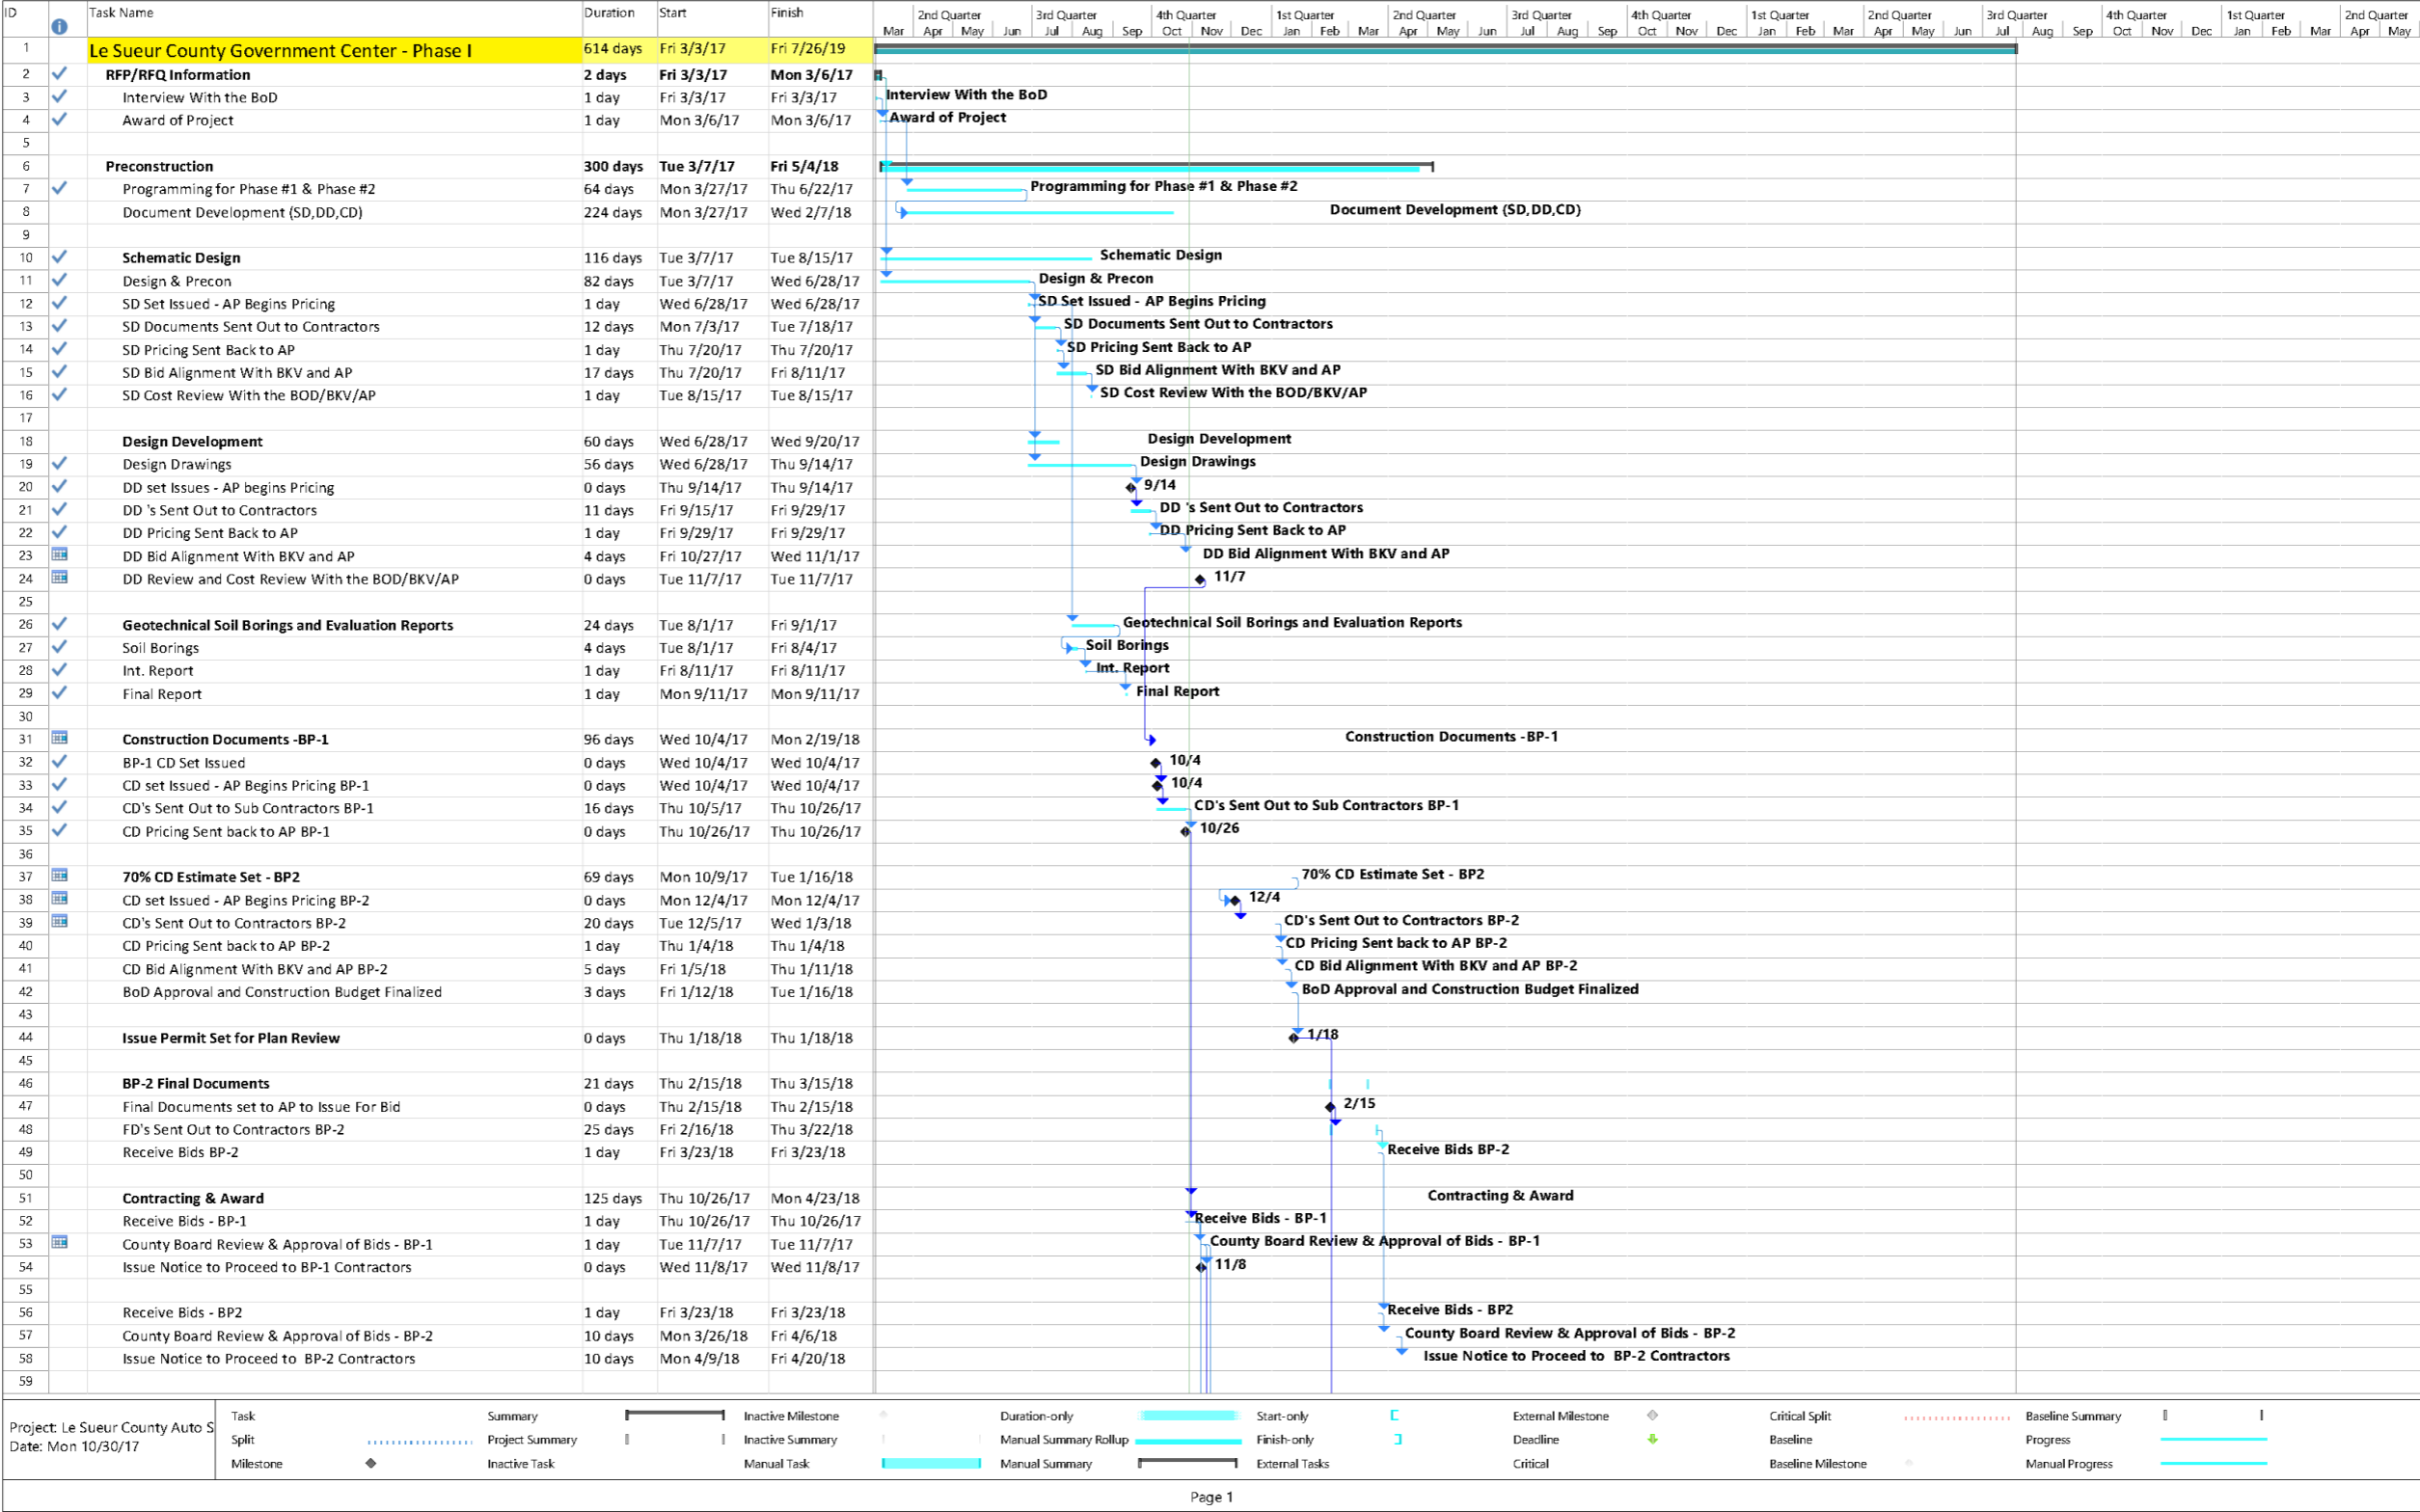 ID Task Name Duration Start Finish 2nd Quarter 3rd Quarter 4th Quarter 1st Quarter 2nd Quarter 3rd Quarter 4th Quarter 1st Quarter 2nd Quarter 3rd Quarter 4th Quarter 1st Quarter 2nd Quarter
Mar Apr May Jun Jul Aug Sep Oct Nov Dec Jan Feb Mar Apr May Jun Jul Aug Sep Oct Nov Dec Jan Feb Mar Apr May Jun Jul Aug Sep Oct Nov Dec Jan Feb Mar Apr May
1 Le Sueur County Government Center - Phase I 614 days Fri 3/3/17 Fri 7/26/19
2 RFP/RFQ Information 2 days Fri 3/3/17 Mon 3/6/17
3 Interview With the BoD 1 day Fri 3/3/17 Fri 3/3/17 Interview With the BoD
4 Award of Project 1 day Mon 3/6/17 Mon 3/6/17 Award of Project
5
6 Preconstruction 300 days Tue 3/7/17 Fri 5/4/18
7 Programming for Phase #1 & Phase #2 64 days Mon 3/27/17 Thu 6/22/17 Programming for Phase #1 & Phase #2
8 Document Development (SD,DD,CD) 224 days Mon 3/27/17 Wed 2/7/18 Document Development (SD,DD,CD)
9
10 Schematic Design 116 days Tue 3/7/17 Tue 8/15/17 Schematic Design
11 Design & Precon 82 days Tue 3/7/17 Wed 6/28/17 Design & Precon
12 SD Set Issued - AP Begins Pricing 1 day Wed 6/28/17 Wed 6/28/17 SD Set Issued - AP Begins Pricing
13 SD Documents Sent Out to Contractors 12 days Mon 7/3/17 Tue 7/18/17 SD Documents Sent Out to Contractors
14 SD Pricing Sent Back to AP 1 day Thu 7/20/17 Thu 7/20/17 SD Pricing Sent Back to AP
15 SD Bid Alignment With BKV and AP 17 days Thu 7/20/17 Fri 8/11/17 SD Bid Alignment With BKV and AP
16 SD Cost Review With the BOD/BKV/AP 1 day Tue 8/15/17 Tue 8/15/17 SD Cost Review With the BOD/BKV/AP
17
18 Design Development 60 days Wed 6/28/17 Wed 9/20/17 Design Development
19 Design Drawings 56 days Wed 6/28/17 Thu 9/14/17 Design Drawings
20 DD set Issues - AP begins Pricing 0 days Thu 9/14/17 Thu 9/14/17 9/14
21 DD 's Sent Out to Contractors 11 days Fri 9/15/17 Fri 9/29/17 DD 's Sent Out to Contractors
22 DD Pricing Sent Back to AP 1 day Fri 9/29/17 Fri 9/29/17 DD Pricing Sent Back to AP
23 DD Bid Alignment With BKV and AP 4 days Fri 10/27/17 Wed 11/1/17 DD Bid Alignment With BKV and AP
24 DD Review and Cost Review With the BOD/BKV/AP 0 days Tue 11/7/17 Tue 11/7/17 11/7
25
26 Geotechnical Soil Borings and Evaluation Reports 24 days Tue 8/1/17 Fri 9/1/17 Geotechnical Soil Borings and Evaluation Reports
27 Soil Borings 4 days Tue 8/1/17 Fri 8/4/17 Soil Borings
28 Int. Report 1 day Fri 8/11/17 Fri 8/11/17 Int. Report
29 Final Report 1 day Mon 9/11/17 Mon 9/11/17 Final Report
30
31 Construction Documents -BP-1 96 days Wed 10/4/17 Mon 2/19/18 Construction Documents -BP-1
32 BP-1 CD Set Issued 0 days Wed 10/4/17 Wed 10/4/17 10/4
33 CD set Issued - AP Begins Pricing BP-1 0 days Wed 10/4/17 Wed 10/4/17 10/4
34 CD's Sent Out to Sub Contractors BP-1 16 days Thu 10/5/17 Thu 10/26/17 CD's Sent Out to Sub Contractors BP-1
35 CD Pricing Sent back to AP BP-1 0 days Thu 10/26/17 Thu 10/26/17 10/26
36
37 70% CD Estimate Set - BP2 69 days Mon 10/9/17 Tue 1/16/18 70% CD Estimate Set - BP2
38 CD set Issued - AP Begins Pricing BP-2 0 days Mon 12/4/17 Mon 12/4/17 12/4
39 CD's Sent Out to Contractors BP-2 20 days Tue 12/5/17 Wed 1/3/18 CD's Sent Out to Contractors BP-2
40 CD Pricing Sent back to AP BP-2 1 day Thu 1/4/18 Thu 1/4/18 CD Pricing Sent back to AP BP-2
41 CD Bid Alignment With BKV and AP BP-2 5 days Fri 1/5/18 Thu 1/11/18 CD Bid Alignment With BKV and AP BP-2
42 BoD Approval and Construction Budget Finalized 3 days Fri 1/12/18 Tue 1/16/18 BoD Approval and Construction Budget Finalized
43
44 Issue Permit Set for Plan Review 0 days Thu 1/18/18 Thu 1/18/18 1/18
45
46 BP-2 Final Documents 21 days Thu 2/15/18 Thu 3/15/18
47 Final Documents set to AP to Issue For Bid 0 days Thu 2/15/18 Thu 2/15/18 2/15
48 FD's Sent Out to Contractors BP-2 25 days Fri 2/16/18 Thu 3/22/18
49 Receive Bids BP-2 1 day Fri 3/23/18 Fri 3/23/18 Receive Bids BP-2
50
51 Contracting & Award 125 days Thu 10/26/17 Mon 4/23/18 Contracting & Award
52 Receive Bids - BP-1 1 day Thu 10/26/17 Thu 10/26/17 Receive Bids - BP-1
53 County Board Review & Approval of Bids - BP-1 1 day Tue 11/7/17 Tue 11/7/17 County Board Review & Approval of Bids - BP-1
54 Issue Notice to Proceed to BP-1 Contractors 0 days Wed 11/8/17 Wed 11/8/17 11/8
55
56 Receive Bids - BP2 1 day Fri 3/23/18 Fri 3/23/18 Receive Bids - BP2
57 County Board Review & Approval of Bids - BP-2 10 days Mon 3/26/18 Fri 4/6/18 County Board Review & Approval of Bids - BP-2
58 Issue Notice to Proceed to BP-2 Contractors 10 days Mon 4/9/18 Fri 4/20/18 Issue Notice to Proceed to BP-2 Contractors
59
Project: Le Sueur County Auto S
Date: Mon 10/30/17
Task Summary Inactive Milestone Duration-only Start-only External Milestone Critical Split Baseline Summary
Split Project Summary Inactive Summary Manual Summary Rollup Finish-only Deadline Baseline Progress
Milestone Inactive Task Manual Task Manual Summary External Tasks Critical Baseline Milestone Manual Progress
Page 1